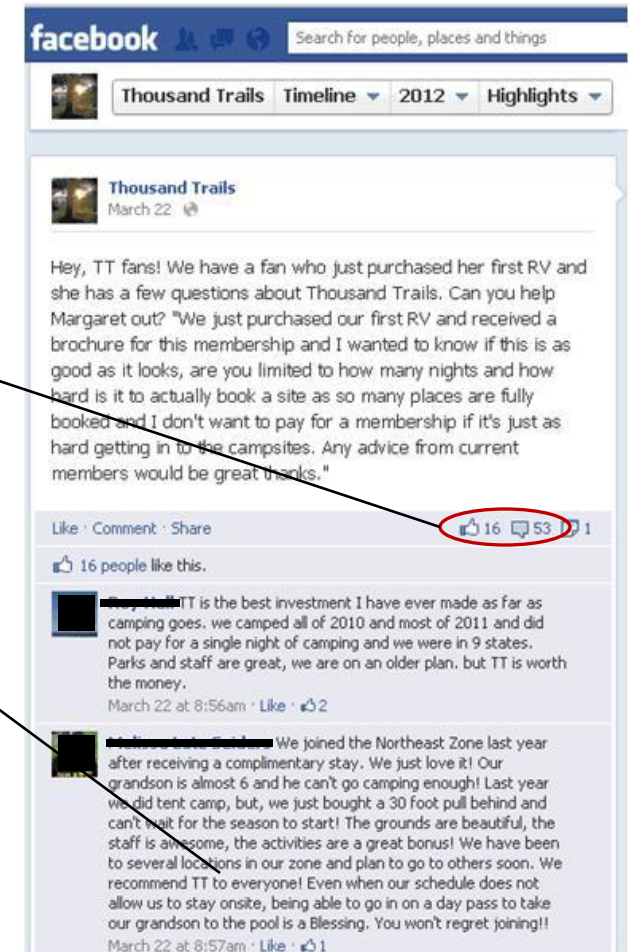 facebook Search for people, places and things
Thousand Trails Timeline 2012 Highlights
Thousand Trails
March 22
Hey, TT fans! We have a fan who just purchased her first RV and
she has a few questions about Thousand Trails. Can you help
Margaret out? "We just purchased our first RV and received a
brochure for this membership and I wanted to know if this is as
good as it looks, are you limited to how many nights and how
hard is it to actually book a site as so many places are fully
booked and I don't want to pay for a membership if it's just as
hard getting in to the campsites. Any advice from current
members would be great thanks."
Like · Comment · Share 16 53 1
16 people like this.
TT is the best investment I have ever made as far as
camping goes. we camped all of 2010 and most of 2011 and did
not pay for a single night of camping and we were in 9 states.
Parks and staff are great, we are on an older plan. but TT is worth
the money.
March 22 at 8:56am · Like · 2
We joined the Northeast Zone last year
after receiving a complimentary stay. We just love it! Our
grandson is almost 6 and he can't go camping enough! Last year
we did tent camp, but, we just bought a 30 foot pull behind and
can't wait for the season to start! The grounds are beautiful, the
staff is awesome, the activities are a great bonus! We have been
to several locations in our zone and plan to go to others soon. We
recommend TT to everyone! Even when our schedule does not
allow us to stay onsite, being able to go in on a day pass to take
our grandson to the pool is a Blessing. You won't regret joining!!
March 22 at 8:57am · Like · 1